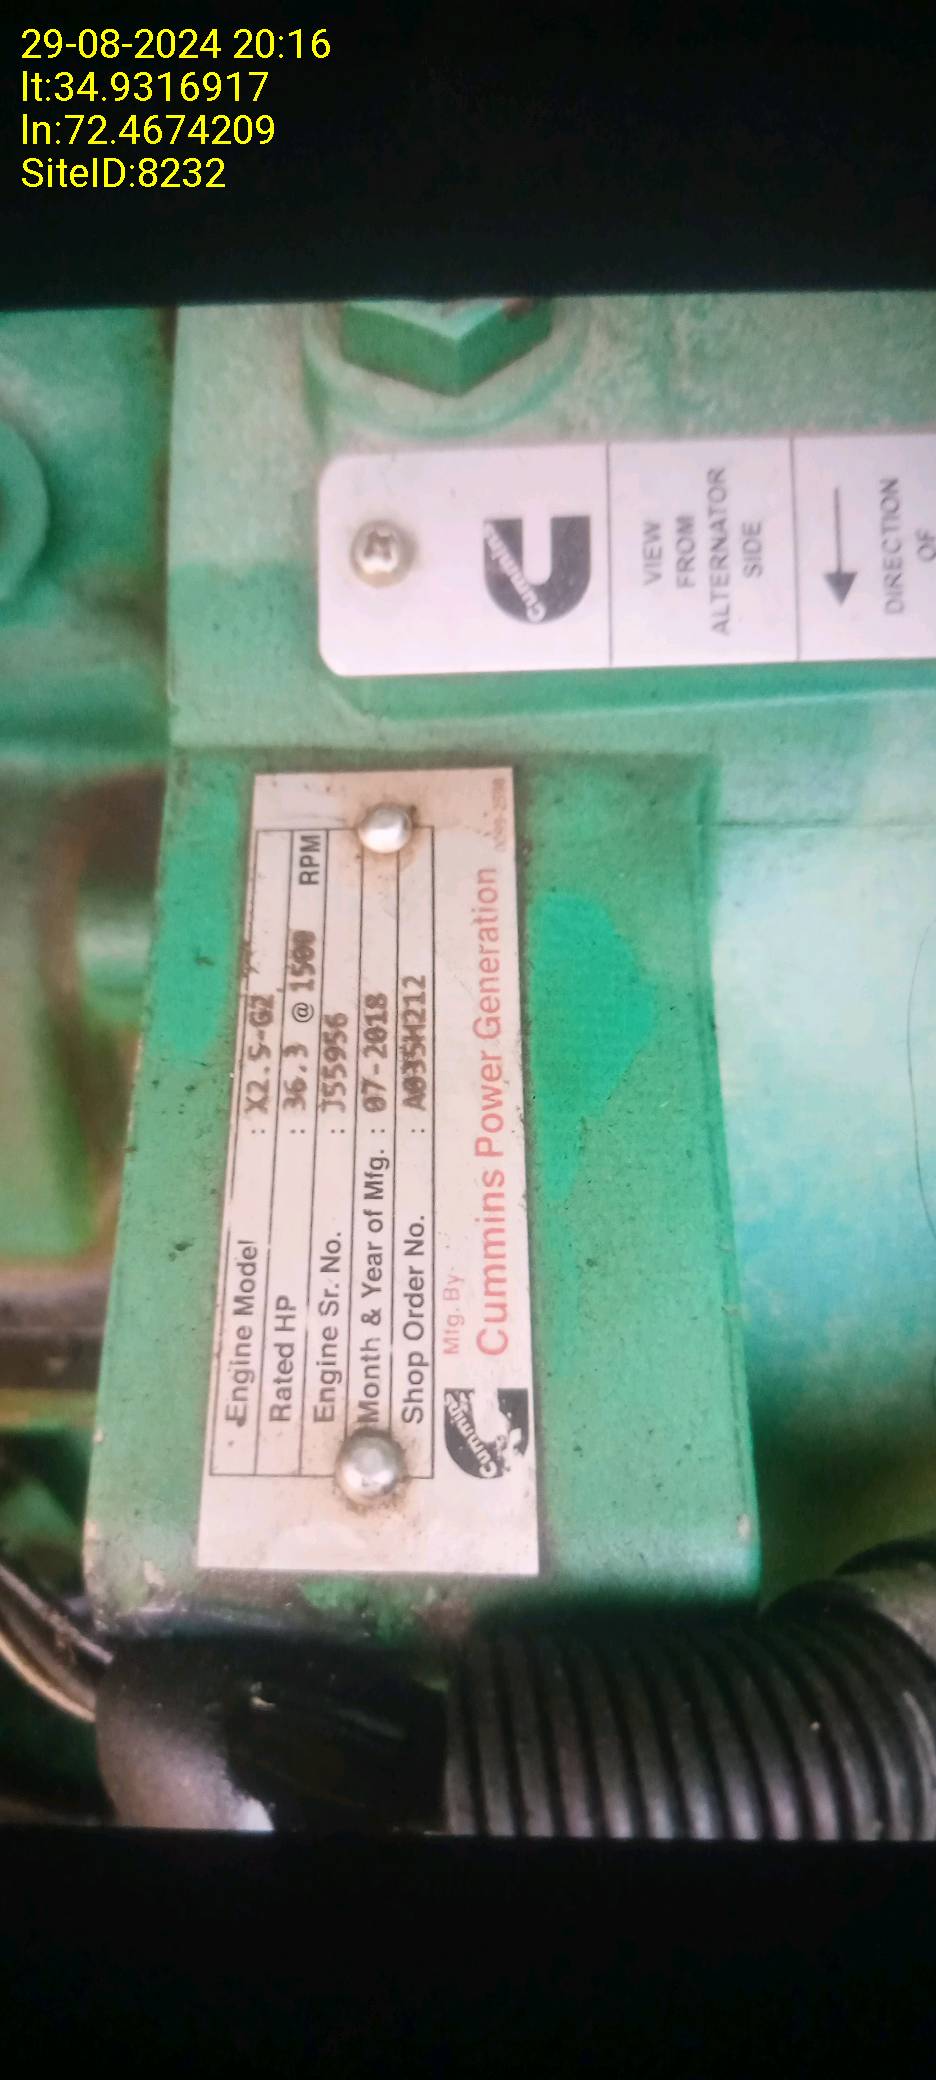 29-08-2024 20:16
lt:34.9316917
ln:72.4674209
SiteID:8232
cummins
VIEW
FROM
ALTERNATOR
SIDE
DIRECTION
OF
Engine Model : X2.5-G2
Rated HP : 36.3 @ 1500 RPM
Engine Sr. No. : J55956
Month & Year of Mfg. : 07-2018
Shop Order No. : A035H212
Mfg. By
Cummins Power Generation
cummins